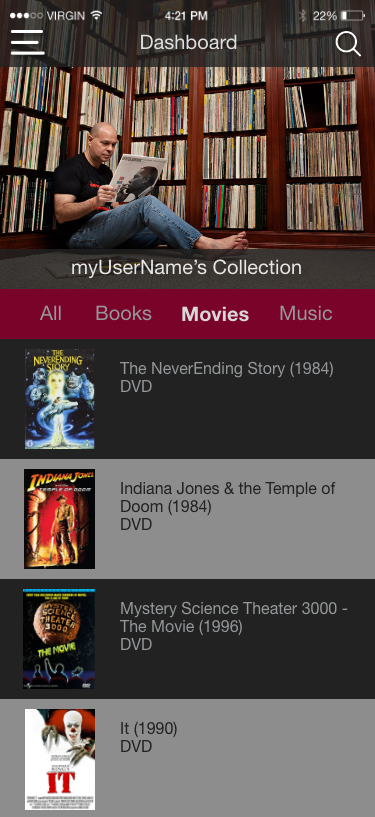 VIRGIN 4:21 PM 22%
Dashboard
myUserName's Collection
All Books Movies Music
THE
NEVERENDING
STORY
The NeverEnding Story (1984)
DVD
INDIANA JONES
TEMPLE OF DOOM
Indiana Jones & the Temple of
Doom (1984)
DVD
MYSTERY
SCIENCE
THEATER
3000
THE MOVIE
Mystery Science Theater 3000 -
The Movie (1996)
DVD
IT
It (1990)
DVD